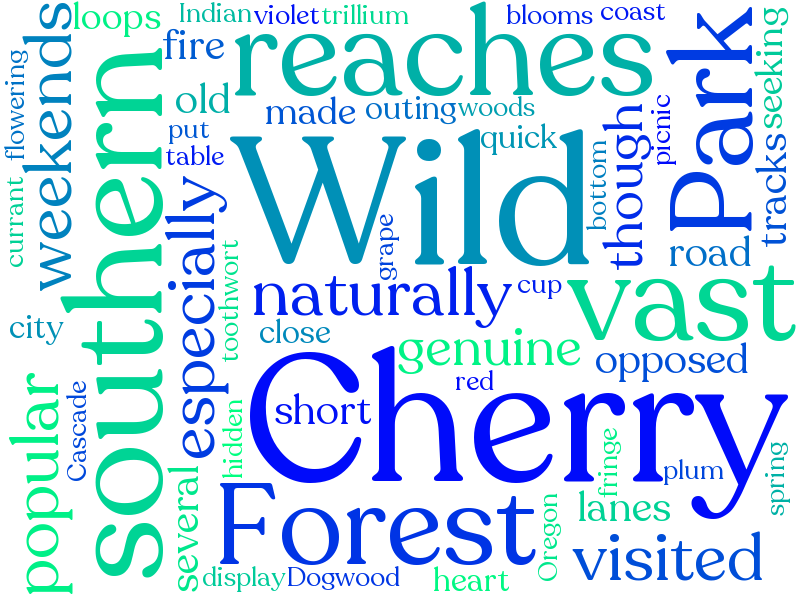 Indian
violet
trillium
blooms
coast
loops
weekends
fire
reaches
Park
seeking
flowering
southern
old
made
outing
woods
picnic
put
table
Wild
quick
though
tracks
currant
especially
bottom
grape
road
toothwort
naturally
cup
vast
city
close
genuine
opposed
popular
Cascade
red
Cherry
short
hidden
fringe
plum
spring
several
Forest
Oregon
lanes
visited
display
Dogwood
heart